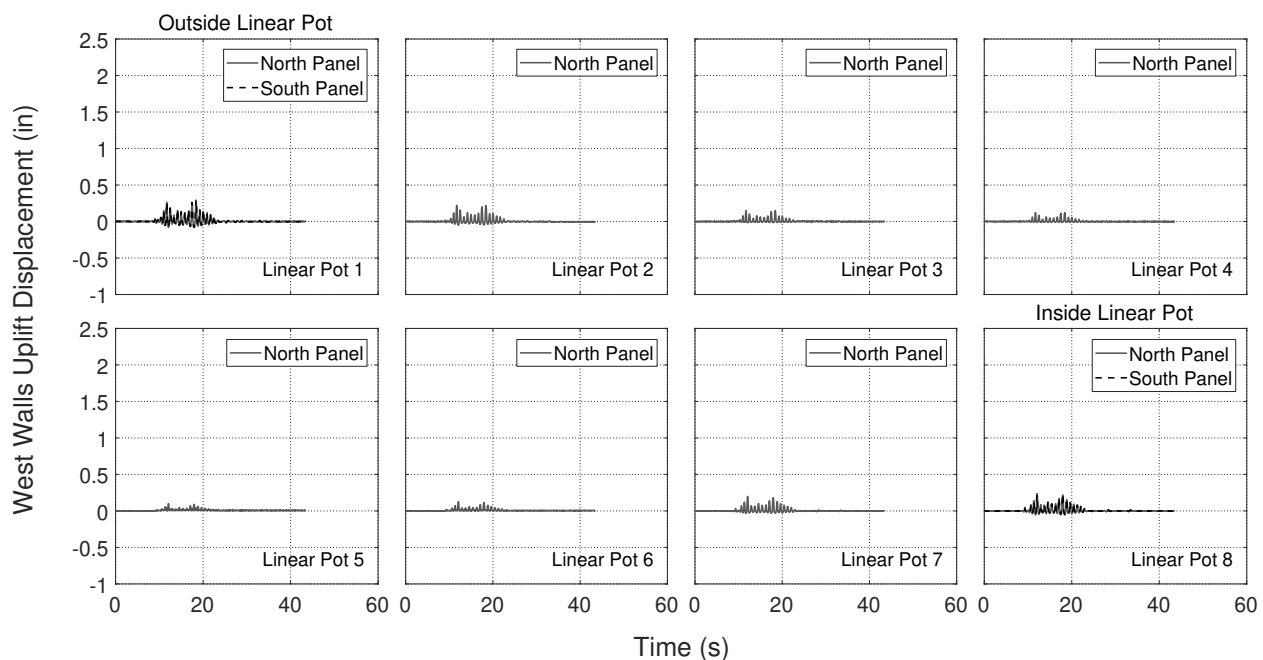 Outside Linear Pot
West Walls Uplift Displacement (in)
2.5
2
1.5
1
0.5
0
-0.5
-1
North Panel
South Panel
Linear Pot 1
North Panel
Linear Pot 2
North Panel
Linear Pot 3
North Panel
Linear Pot 4
Inside Linear Pot
2.5
2
1.5
1
0.5
0
-0.5
-1
North Panel
Linear Pot 5
North Panel
Linear Pot 6
North Panel
Linear Pot 7
North Panel
South Panel
Linear Pot 8
0 20 40 60 0 20 40 60 0 20 40 60 0 20 40 60
Time (s)